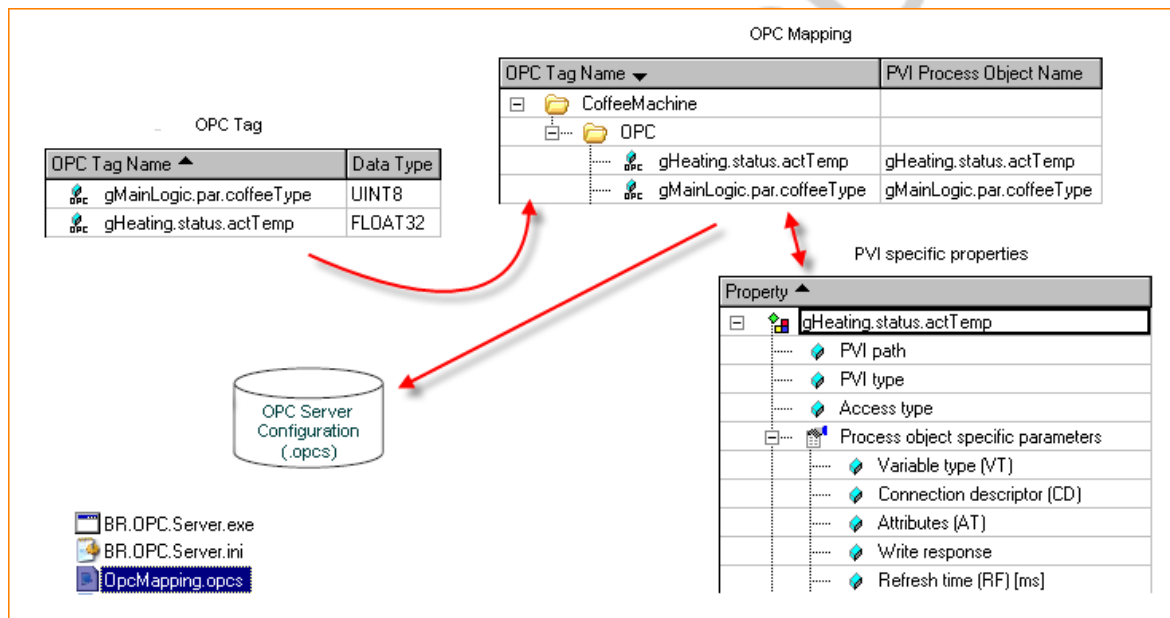 OPC Mapping
OPC Tag Name PVI Process Object Name
CoffeeMachine
OPC
gHeating.status.actTemp gHeating.status.actTemp
gMainLogic.par.coffeeType gMainLogic.par.coffeeType
OPC Tag
OPC Tag Name Data Type
OPC gMainLogic.par.coffeeType UINT8
OPC gHeating.status.actTemp FLOAT32
PVI specific properties
Property
gHeating.status.actTemp
PVI path
PVI type
Access type
Process object specific parameters
Variable type (VT)
Connection descriptor (CD)
Attributes (AT)
Write response
Refresh time (RF) [ms]
OPC Server
Configuration
(.opcs)
BR.OPC.Server.exe
BR.OPC.Server.ini
OpcMapping.opcs